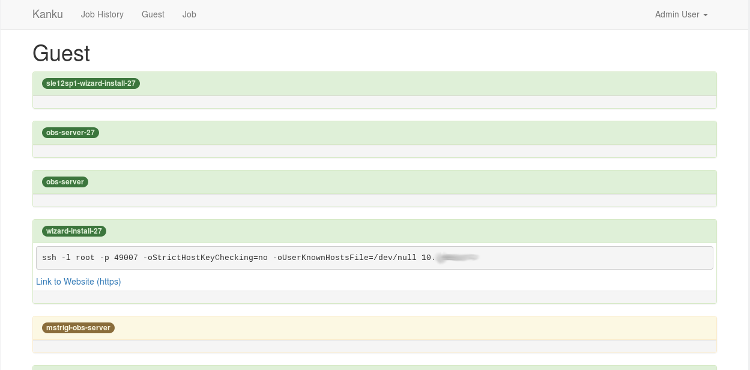 Kanku Job History Guest Job Admin User
Guest
sle12sp1-wizard-install-27
obs-server-27
obs-server
wizard-install-27
ssh -l root -p 49007 -oStrictHostKeyChecking=no -oUserKnownHostsFile=/dev/null 10.
Link to Website (https)
mstrigl-obs-server